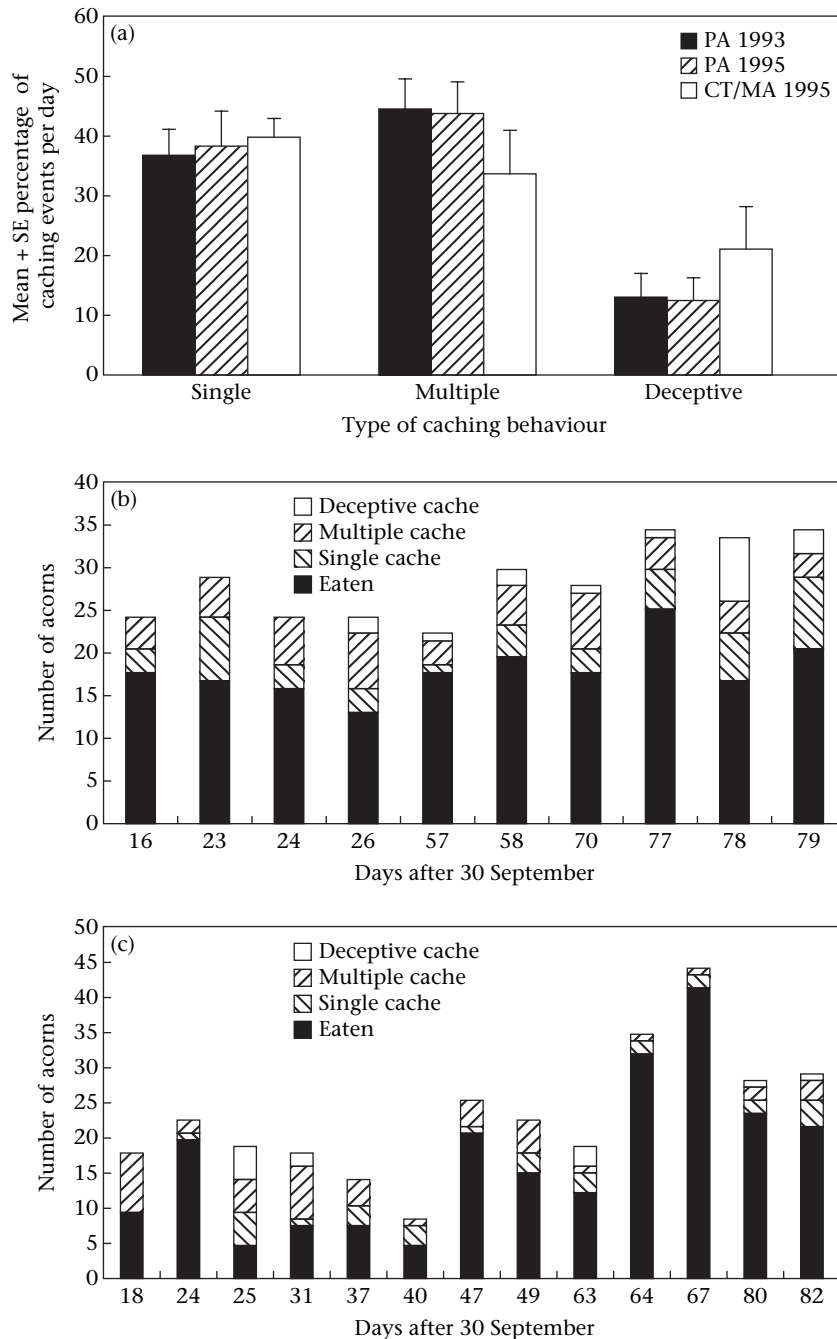 (a)
PA 1993
PA 1995
CT/MA 1995
Mean + SE percentage of
caching events per day
60
50
40
30
20
10
0
Single Multiple Deceptive
Type of caching behaviour
(b)
Deceptive cache
Multiple cache
Single cache
Eaten
Number of acorns
40
35
30
25
20
15
10
5
0
16 23 24 26 57 58 70 77 78 79
Days after 30 September
(c)
Deceptive cache
Multiple cache
Single cache
Eaten
Number of acorns
50
45
40
35
30
25
20
15
10
5
0
18 24 25 31 37 40 47 49 63 64 67 80 82
Days after 30 September